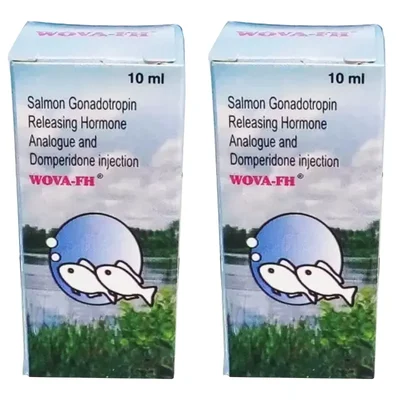 WOVA-FH®
10 ml
Salmon Gonadotropin
Releasing Hormone
Analogue and
Domperidone injection
WOVA-FH®
WOVA-FH®
10 ml
Salmon Gonadotropin
Releasing Hormone
Analogue and
Domperidone injection
WOVA-FH®